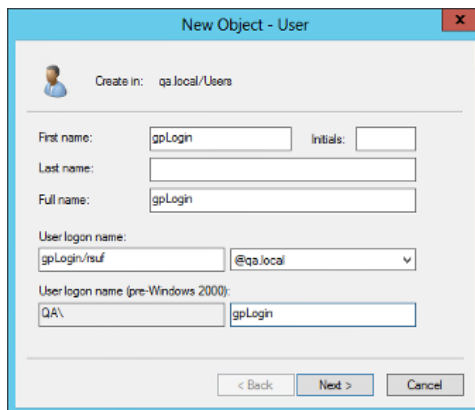 New Object - User
x
Create in: qa.local/Users
First name: gpLogin Initials:
Last name:
Full name: gpLogin
User logon name:
gpLogin/rsuf @qa.local
User logon name (pre-Windows 2000):
QA\ gpLogin
< Back Next > Cancel